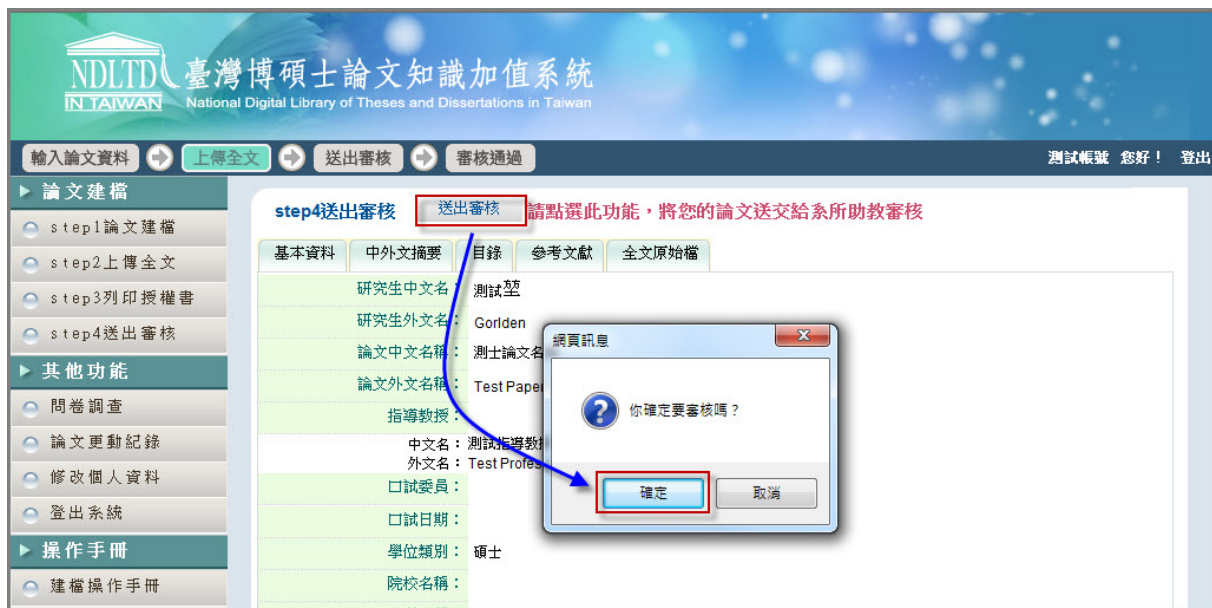 NDLTD 臺灣博碩士論文知識加值系統
IN TAIWAN National Digital Library of Theses and Dissertations in Taiwan
輸入論文資料 上傳全文 送出審核 審核通過 測試帳號 您好! 登出
論文建檔
step1論文建檔
step2上傳全文
step3列印授權書
step4送出審核
其他功能
問卷調查
論文更動紀錄
修改個人資料
登出系統
操作手冊
建檔操作手冊
step4送出審核 送出審核 請點選此功能,將您的論文送交給系所助教審核
基本資料 中外文摘要 目錄 參考文獻 全文原始檔
研究生中文名: 測試堃
研究生外文名: Gorlden
論文中文名稱: 測士論文名
論文外文名稱: Test Paper
指導教授:
中文名: 測試指導教授
外文名: Test Profes
口試委員:
口試日期:
學位類別: 碩士
院校名稱:
網頁訊息
你確定要審核嗎?
確定 取消